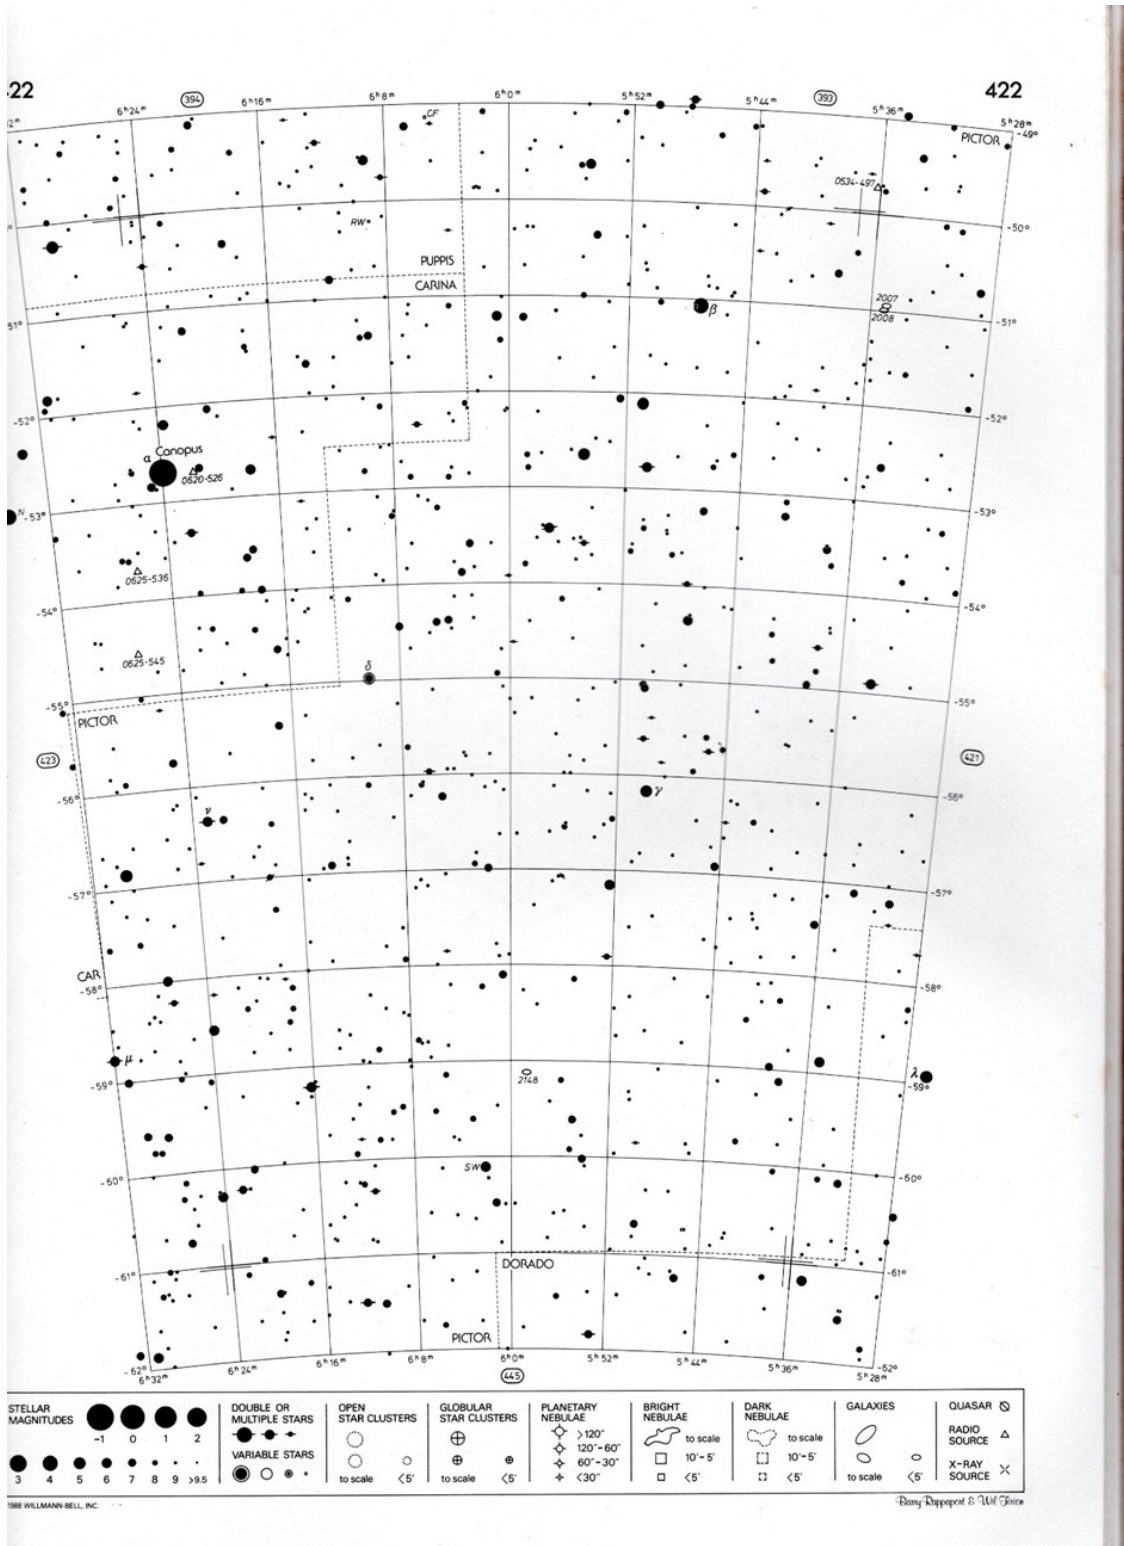 422
422
6ʰ24ᵐ
394
6ʰ16ᵐ
6ʰ8ᵐ
6ʰ0ᵐ
5ʰ52ᵐ
5ʰ44ᵐ
393
5ʰ36ᵐ
5ʰ28ᵐ
-49°
CF
PICTOR
0534-497
RW
-50°
PUPPIS
CARINA
β
2007
2008
-51°
-51°
-52°
-52°
α Canopus
0620-526
N
-53°
-53°
0625-536
-54°
-54°
0625-545
δ
-55°
-55°
PICTOR
423
421
γ
-56°
-56°
ν
-57°
-57°
CAR
-58°
-58°
μ
2148
λ
-59°
-59°
SW
-60°
-60°
DORADO
-61°
-61°
PICTOR
-62°
-62°
6ʰ32ᵐ
6ʰ24ᵐ
6ʰ16ᵐ
6ʰ8ᵐ
6ʰ0ᵐ
445
5ʰ52ᵐ
5ʰ44ᵐ
5ʰ36ᵐ
5ʰ28ᵐ
STELLAR
MAGNITUDES
-1 0 1 2
3 4 5 6 7 8 9 >9.5
DOUBLE OR
MULTIPLE STARS
VARIABLE STARS
OPEN
STAR CLUSTERS
to scale <5'
GLOBULAR
STAR CLUSTERS
to scale <5'
PLANETARY
NEBULAE
>120"
120"-60"
60"-30"
<30"
BRIGHT
NEBULAE
to scale
10'-5'
<5'
DARK
NEBULAE
to scale
10'-5'
<5'
GALAXIES
to scale <5'
QUASAR
RADIO
SOURCE
X-RAY
SOURCE
1988 WILLMANN-BELL, INC.
Barry Rappaport & Wil Tirion